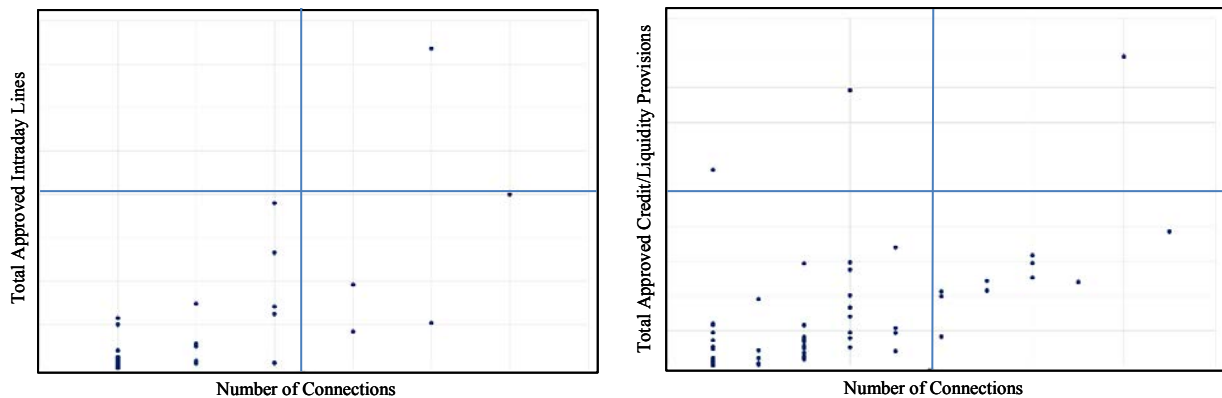 Total Approved Intraday Lines
Number of Connections
Total Approved Credit/Liquidity Provisions
Number of Connections